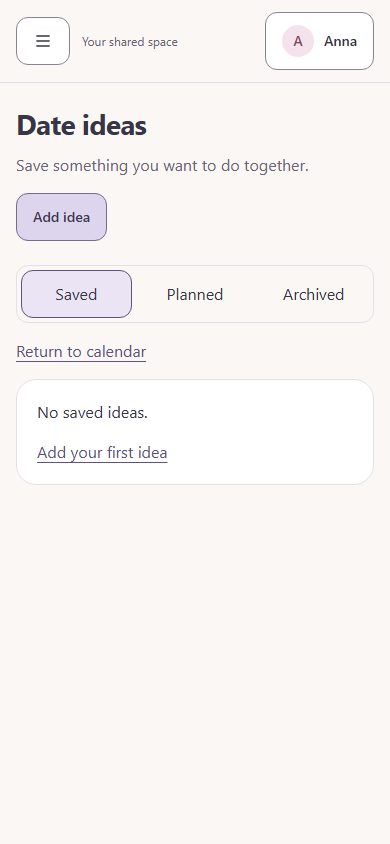 Your shared space
A Anna
Date ideas
Save something you want to do together.
Add idea
Saved Planned Archived
Return to calendar
No saved ideas.
Add your first idea